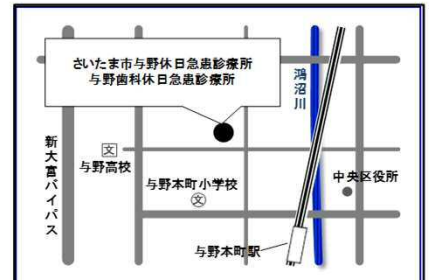 さいたま市与野休日急患診療所
与野歯科休日急患診療所
鴻沼川
新大宮バイパス
文
与野高校
与野本町小学校
文
中央区役所
与野本町駅